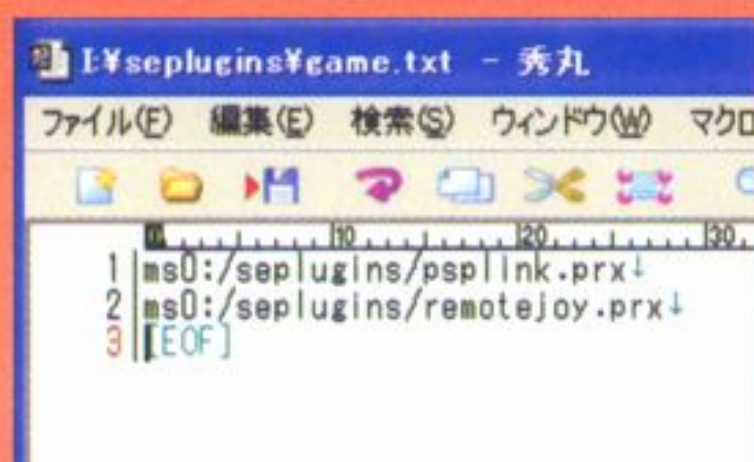 I:¥seplugins¥game.txt - 秀丸
ファイル(F) 編集(E) 検索(S) ウィンドウ(W) マクロ
0 10 20 30
1 ms0:/seplugins/psplink.prx↓
2 ms0:/seplugins/remotejoy.prx↓
3 [EOF]